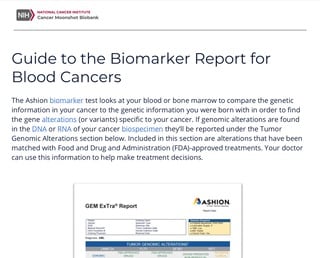 NIH
NATIONAL CANCER INSTITUTE
Cancer Moonshot Biobank
Guide to the Biomarker Report for
Blood Cancers
The Ashion biomarker test looks at your blood or bone marrow to compare the genetic
information in your cancer to the genetic information you were born with in order to find
the gene alterations (or variants) specific to your cancer. If genomic alterations are found
in the DNA or RNA of your cancer biospecimen they'll be reported under the Tumor
Genomic Alterations section below. Included in this section are alterations that have been
matched with Food and Drug and Administration (FDA)-approved treatments. Your doctor
can use this information to help make treatment decisions.
ASHION
GEM ExTra® Report
TUMOR GENOMIC ALTERATIONS